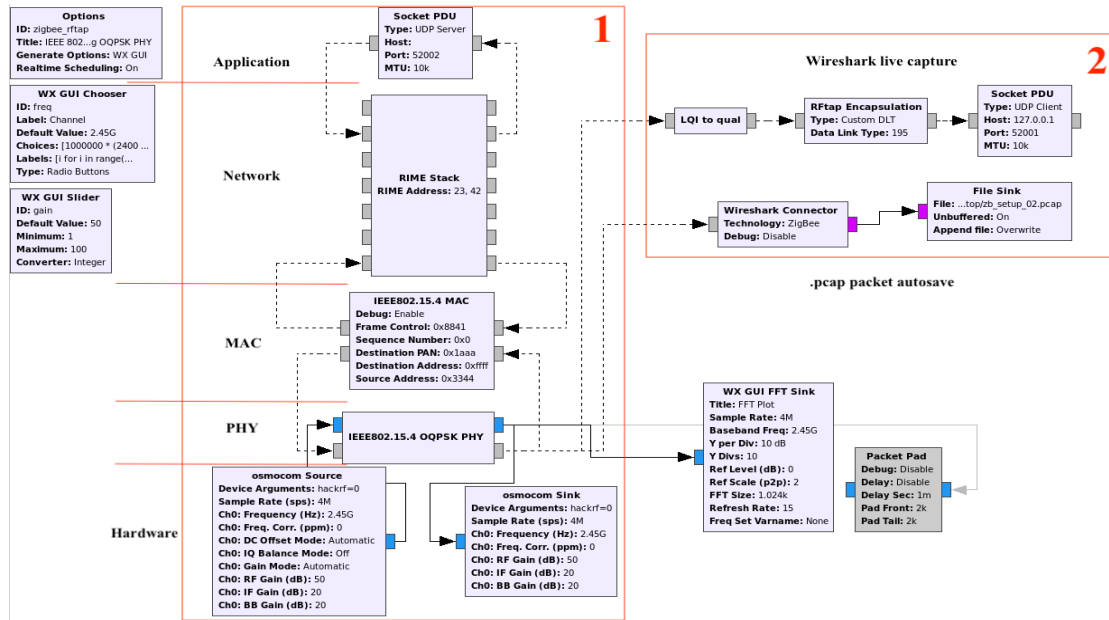 Options
ID: zigbee_rftap
Title: IEEE 802...g OQPSK PHY
Generate Options: WX GUI
Realtime Scheduling: On
WX GUI Chooser
ID: freq
Label: Channel
Default Value: 2.45G
Choices: [1000000 * (2400 ...
Labels: [i for i in range(...
Type: Radio Buttons
WX GUI Slider
ID: gain
Default Value: 50
Minimum: 1
Maximum: 100
Converter: Integer
1
Application
Socket PDU
Type: UDP Server
Host:
Port: 52002
MTU: 10k
Network
RIME Stack
RIME Address: 23, 42
MAC
IEEE802.15.4 MAC
Debug: Enable
Frame Control: 0x8841
Sequence Number: 0x0
Destination PAN: 0x1aaa
Destination Address: 0xffff
Source Address: 0x3344
PHY
IEEE802.15.4 OQPSK PHY
Hardware
osmocom Source
Device Arguments: hackrf=0
Sample Rate (sps): 4M
Ch0: Frequency (Hz): 2.45G
Ch0: Freq. Corr. (ppm): 0
Ch0: DC Offset Mode: Automatic
Ch0: IQ Balance Mode: Off
Ch0: Gain Mode: Automatic
Ch0: RF Gain (dB): 50
Ch0: IF Gain (dB): 20
Ch0: BB Gain (dB): 20
osmocom Sink
Device Arguments: hackrf=0
Sample Rate (sps): 4M
Ch0: Frequency (Hz): 2.45G
Ch0: Freq. Corr. (ppm): 0
Ch0: RF Gain (dB): 50
Ch0: IF Gain (dB): 20
Ch0: BB Gain (dB): 20
2
Wireshark live capture
LQI to qual
RFtap Encapsulation
Type: Custom DLT
Data Link Type: 195
Socket PDU
Type: UDP Client
Host: 127.0.0.1
Port: 52001
MTU: 10k
Wireshark Connector
Technology: ZigBee
Debug: Disable
File Sink
File: ...top/zb_setup_02.pcap
Unbuffered: On
Append file: Overwrite
.pcap packet autosave
WX GUI FFT Sink
Title: FFT Plot
Sample Rate: 4M
Baseband Freq: 2.45G
Y per Div: 10 dB
Y Divs: 10
Ref Level (dB): 0
Ref Scale (p2p): 2
FFT Size: 1.024k
Refresh Rate: 15
Freq Set Varname: None
Packet Pad
Debug: Disable
Delay: Disable
Delay Sec: 1m
Pad Front: 2k
Pad Tail: 2k